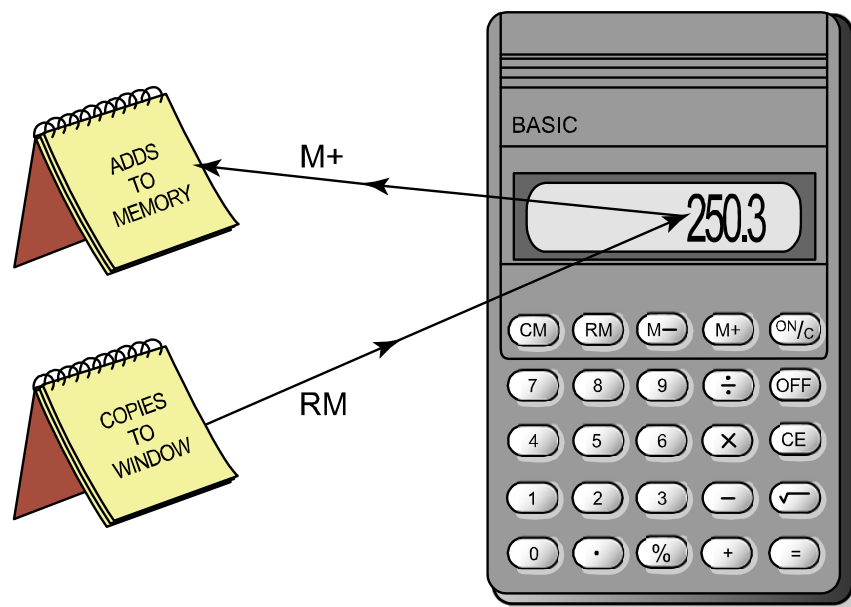 ADDS
TO
MEMORY
M+
BASIC
250.3
COPIES
TO
WINDOW
RM
CM RM M− M+ ON/C
7 8 9 ÷ OFF
4 5 6 × CE
1 2 3 − √
0 · % + =